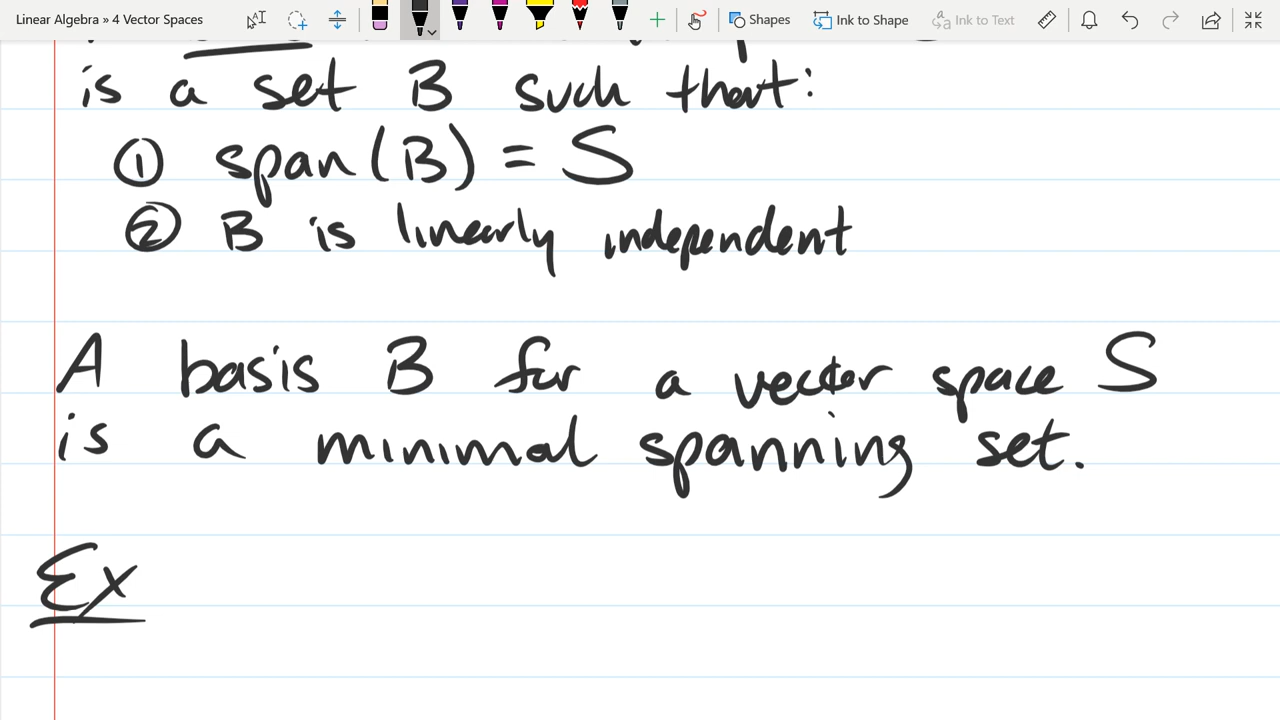 Linear Algebra » 4 Vector Spaces
Shapes
Ink to Shape
Ink to Text
is a set B such that:
① span(B) = S
② B is linearly independent
A basis B for a vector space S
is a minimal spanning set.
Ex